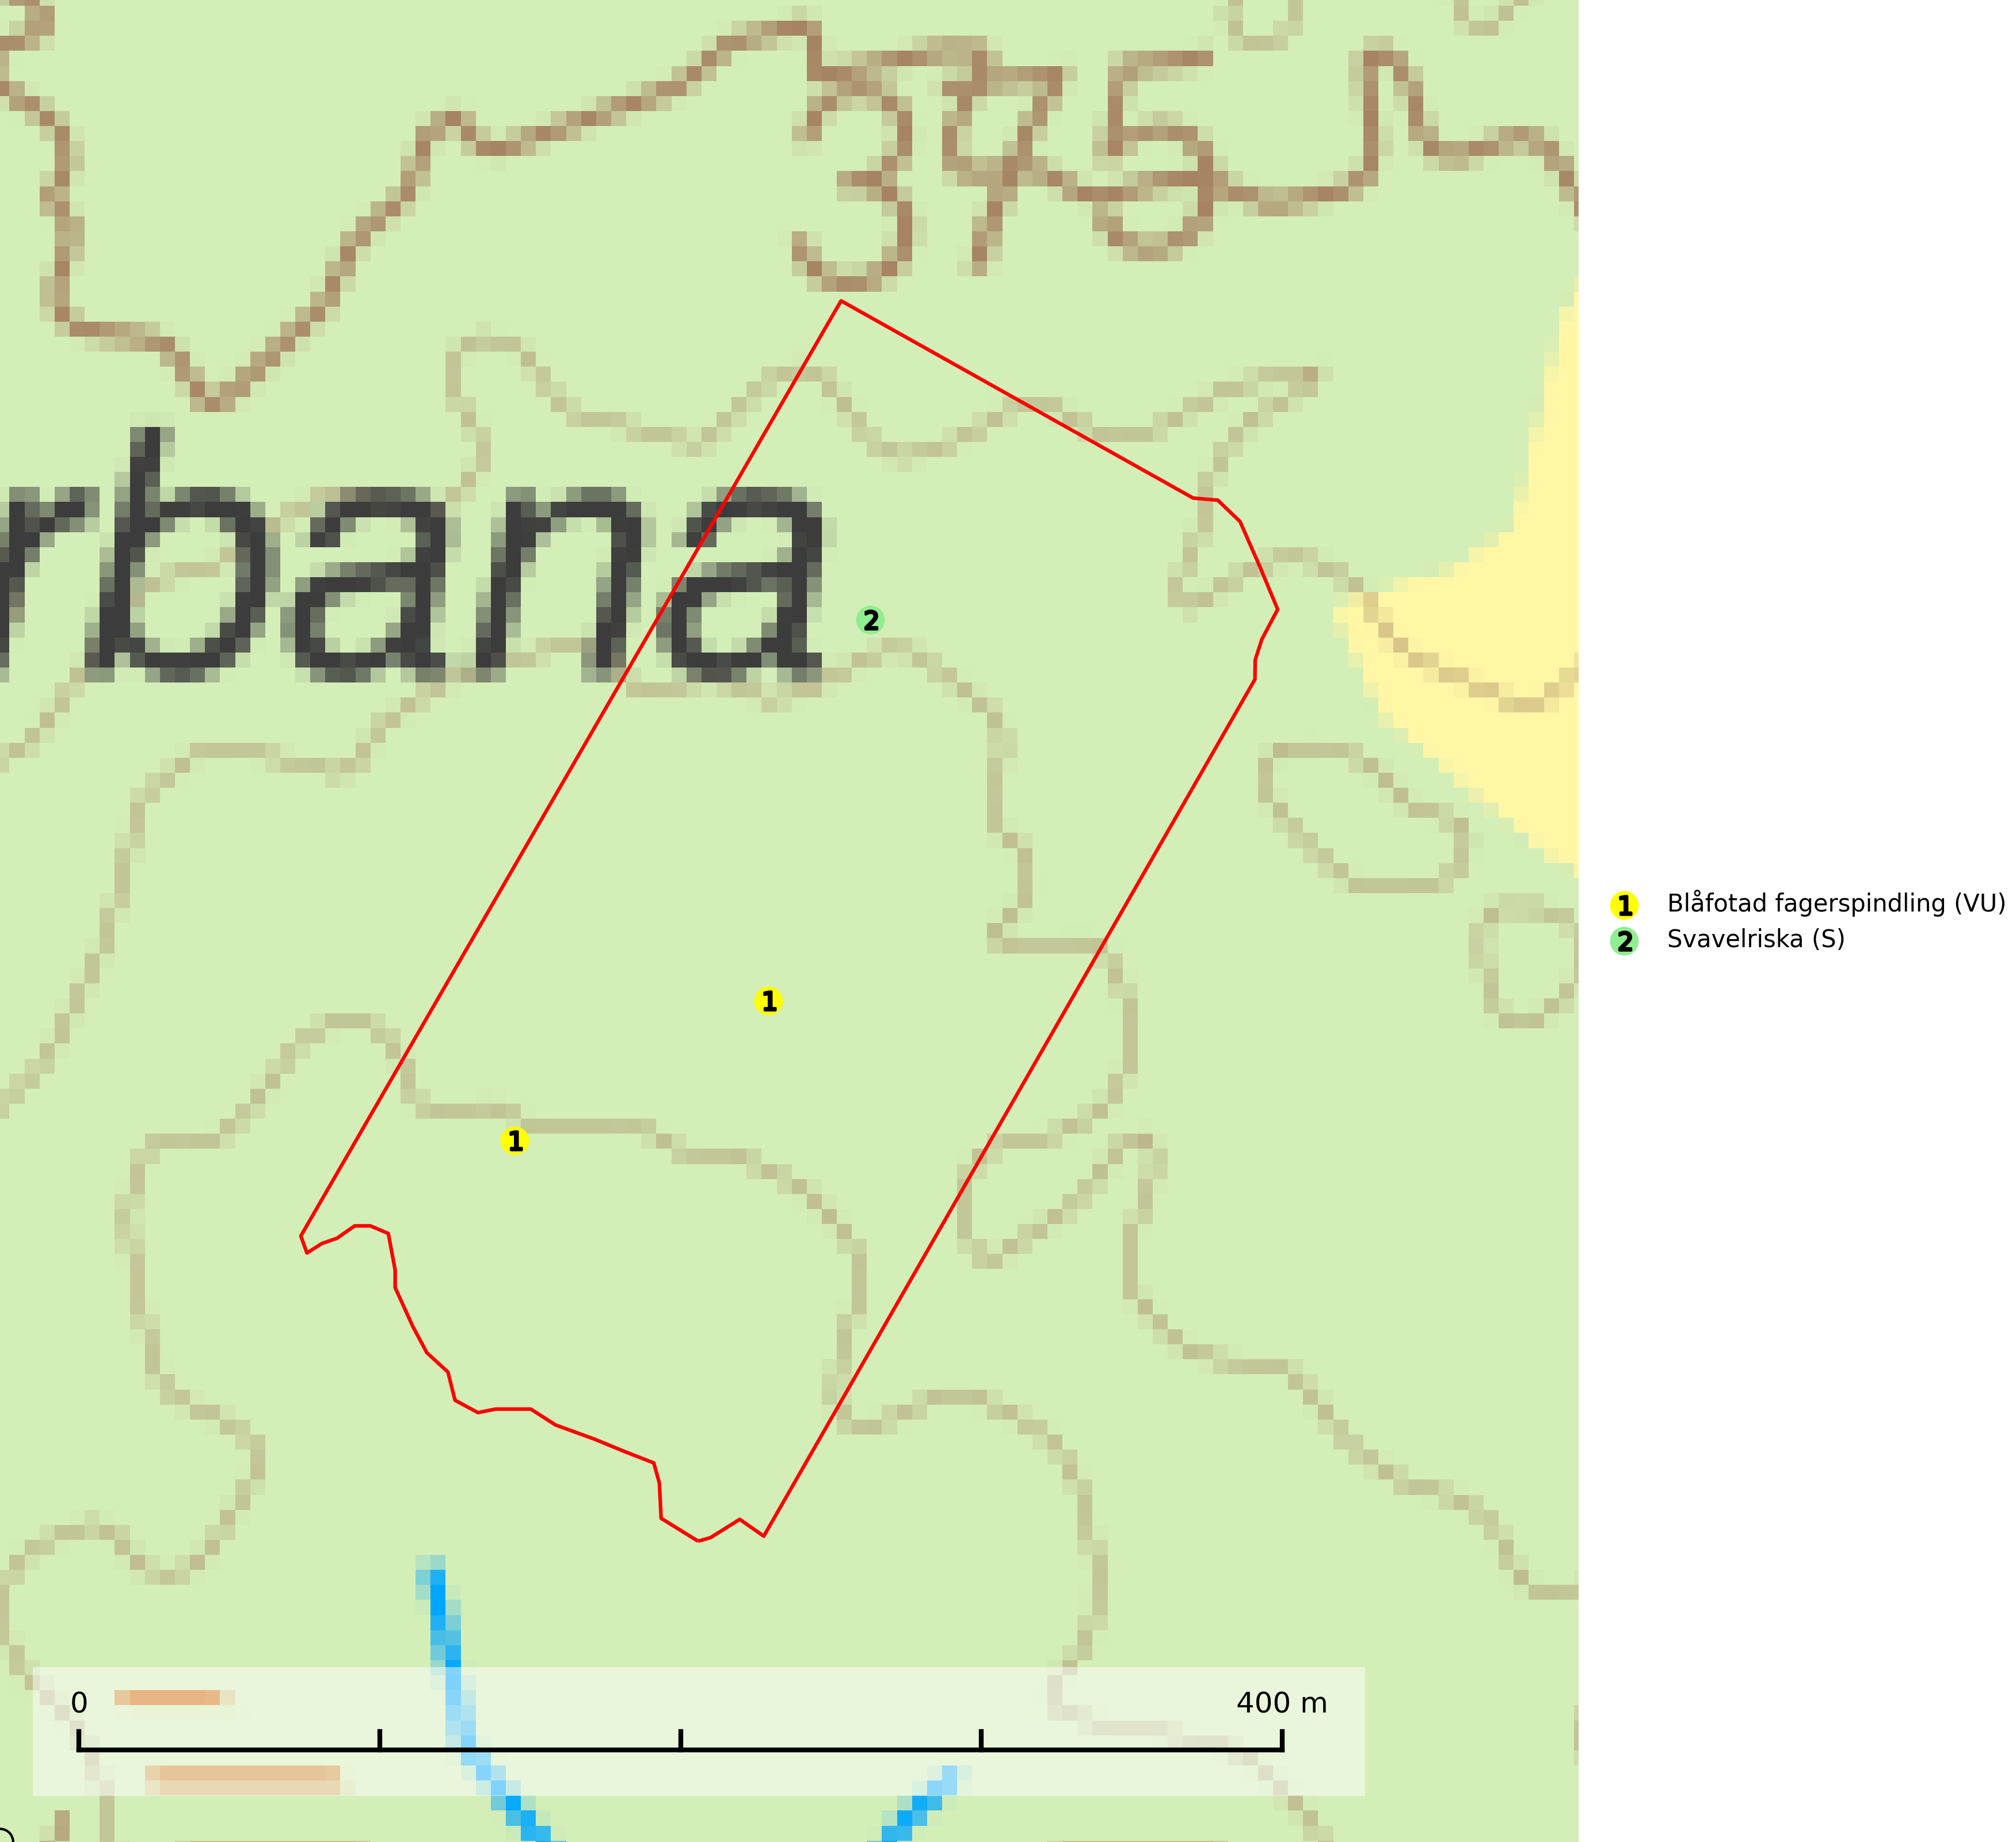 375
rbana
2
1
1
1 Blåfotad fagerspindling (VU)
2 Svavelriska (S)
0 400 m